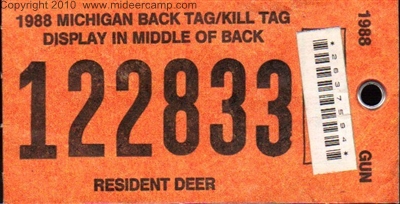 Copyright 2010 www.mideercamp.com
1988 MICHIGAN BACK TAG/KILL TAG
DISPLAY IN MIDDLE OF BACK
122833
RESIDENT DEER
*2637594*
1988
GUN